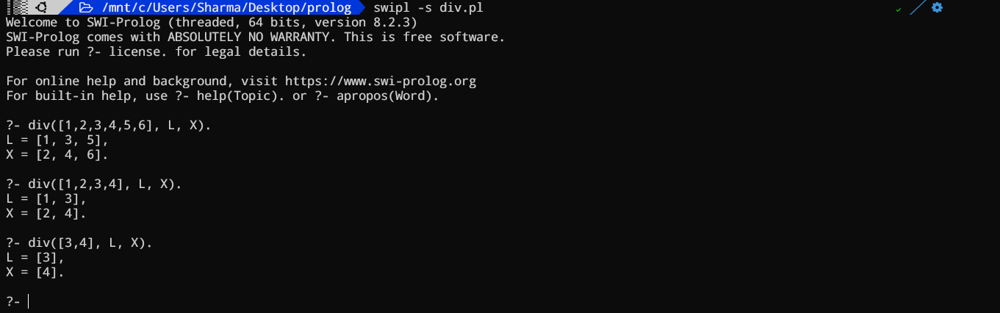 /mnt/c/Users/Sharma/Desktop/prolog swipl -s div.pl
Welcome to SWI-Prolog (threaded, 64 bits, version 8.2.3)
SWI-Prolog comes with ABSOLUTELY NO WARRANTY. This is free software.
Please run ?- license. for legal details.
For online help and background, visit https://www.swi-prolog.org
For built-in help, use ?- help(Topic). or ?- apropos(Word).
?- div([1,2,3,4,5,6], L, X).
L = [1, 3, 5],
X = [2, 4, 6].
?- div([1,2,3,4], L, X).
L = [1, 3],
X = [2, 4].
?- div([3,4], L, X).
L = [3],
X = [4].
?-